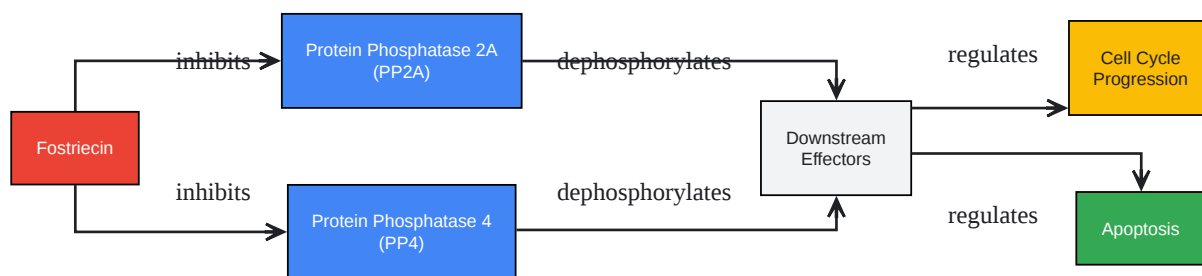 inhibits
Protein Phosphatase 2A
(PP2A)
dephosphorylates
regulates
Cell Cycle
Progression
Fostriecin
Downstream
Effectors
inhibits
Protein Phosphatase 4
(PP4)
dephosphorylates
regulates
Apoptosis